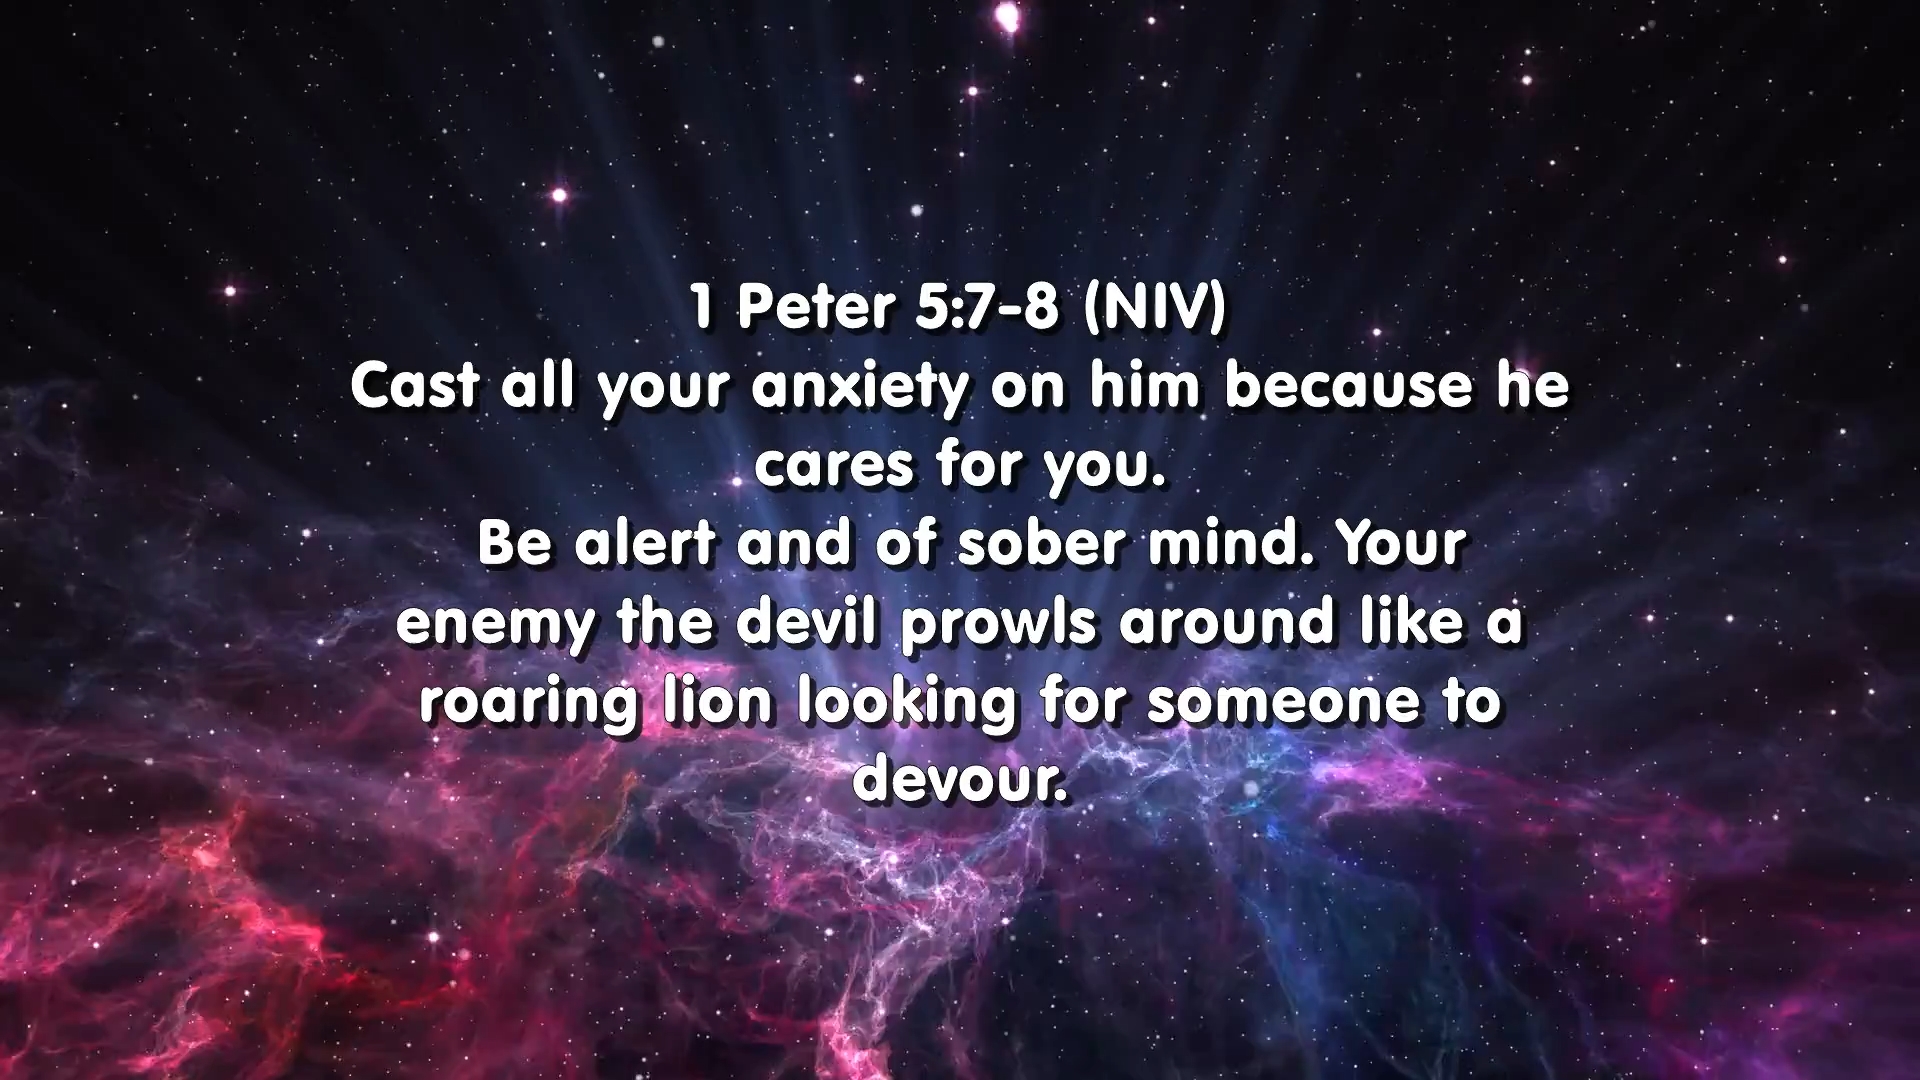 1 Peter 5:7-8 (NIV)
Cast all your anxiety on him because he
cares for you.
Be alert and of sober mind. Your
enemy the devil prowls around like a
roaring lion looking for someone to
devour.